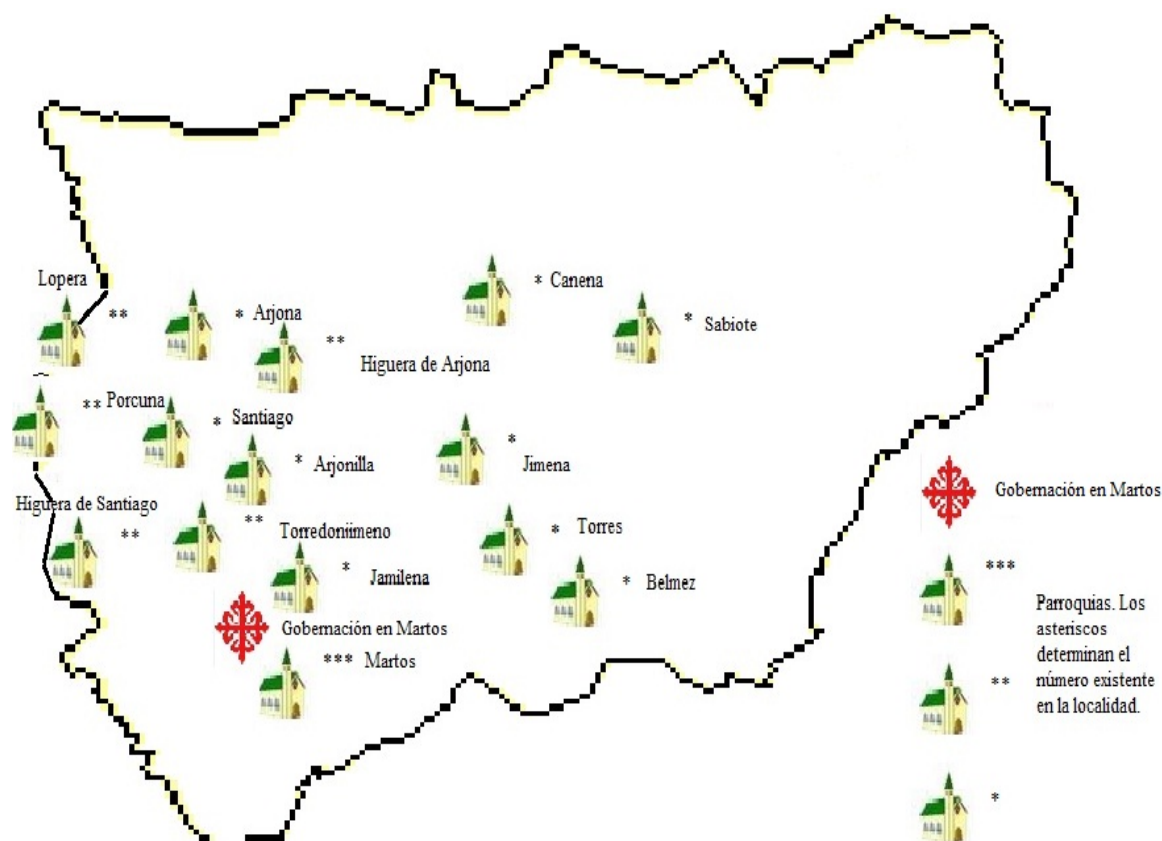 * Canena
Lopera
** * Arjona
* Sabiote
**
Higuera de Arjona
** Porcuna
* Santiago
*
Jimena
* Arjonilla
Gobernación en Martos
Higuera de Santiago
**
**
Torredoniimeno
* Torres
***
* Jamilena
* Belmez
Parroquias. Los
asteriscos
determinan el
número existente
en la localidad.
Gobernación en Martos
*** Martos
**
*